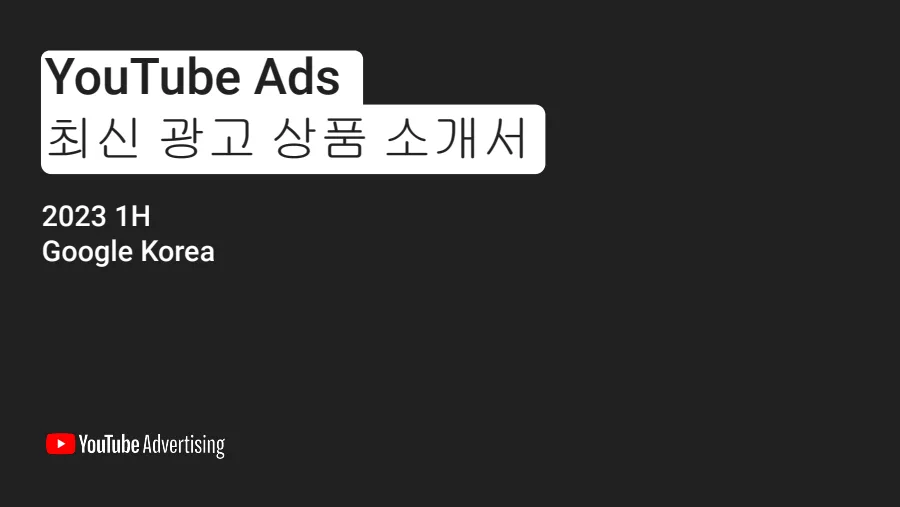 YouTube Ads
최신 광고 상품 소개서
2023 1H
Google Korea
YouTube Advertising